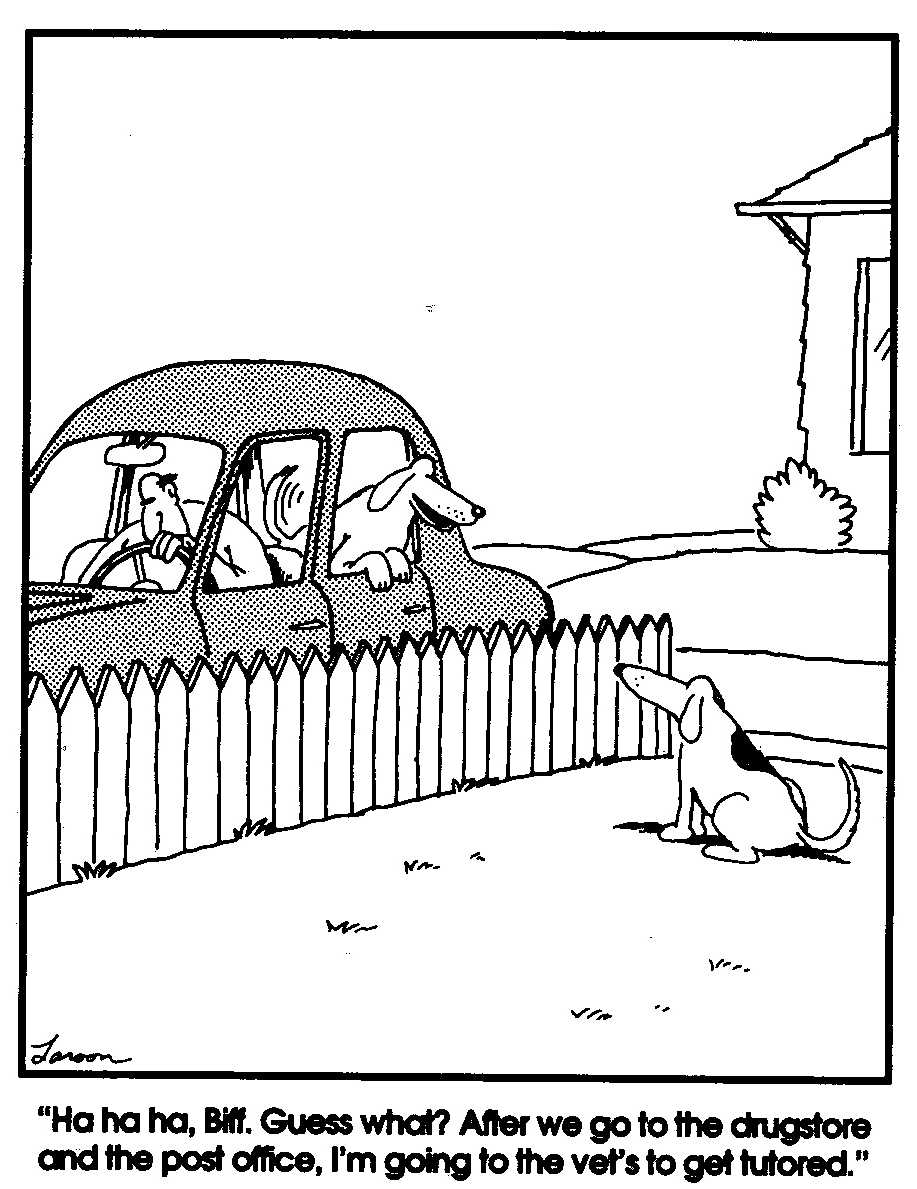 Larson
“Ha ha ha, Biff. Guess what? After we go to the drugstore
and the post office, I’m going to the vet’s to get tutored.”